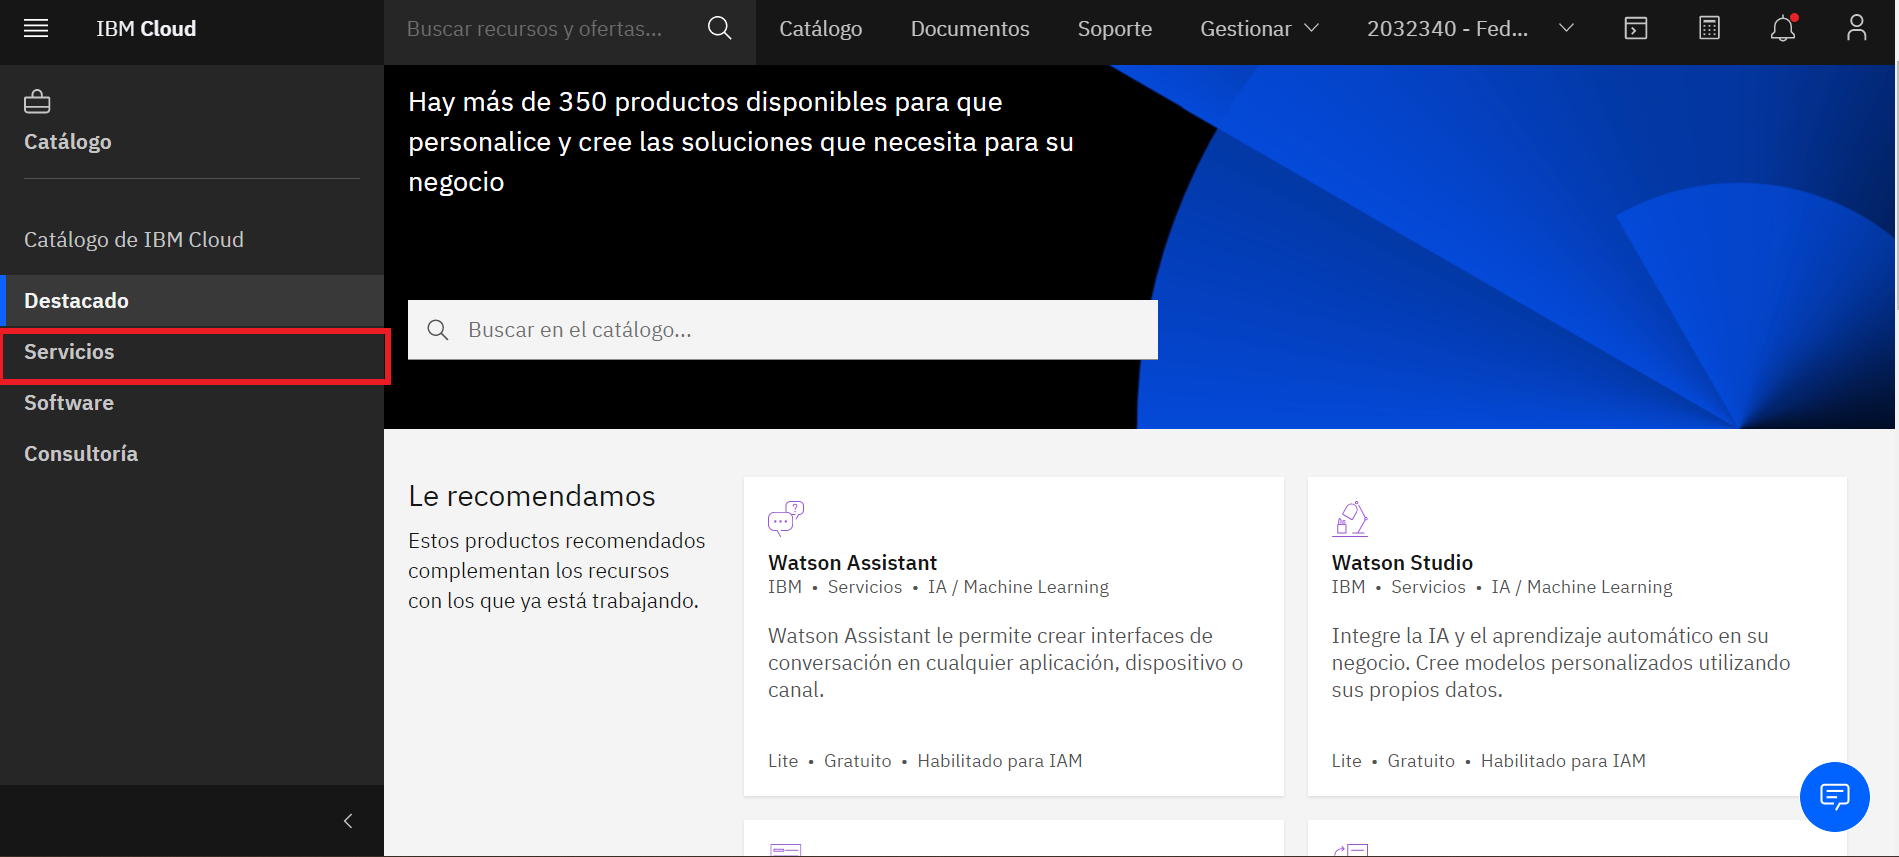 IBM Cloud
Buscar recursos y ofertas...
Catálogo
Documentos
Soporte
Gestionar
2032340 - Fed...
Catálogo
Catálogo de IBM Cloud
Destacado
Servicios
Software
Consultoría
Hay más de 350 productos disponibles para que
personalice y cree las soluciones que necesita para su
negocio
Buscar en el catálogo...
Le recomendamos
Estos productos recomendados
complementan los recursos
con los que ya está trabajando.
Watson Assistant
IBM • Servicios • IA / Machine Learning
Watson Assistant le permite crear interfaces de
conversación en cualquier aplicación, dispositivo o
canal.
Lite • Gratuito • Habilitado para IAM
Watson Studio
IBM • Servicios • IA / Machine Learning
Integre la IA y el aprendizaje automático en su
negocio. Cree modelos personalizados utilizando
sus propios datos.
Lite • Gratuito • Habilitado para IAM